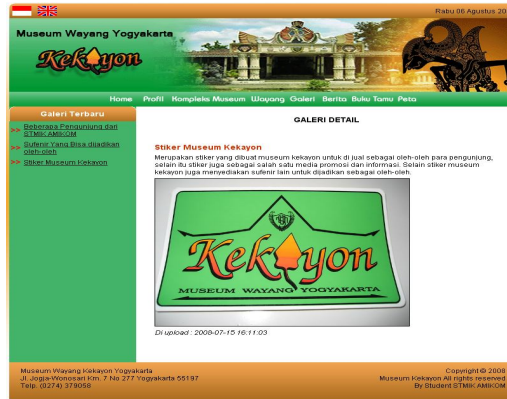 Rabu 06 Agustus 20
Museum Wayang Yogyakarta
Kekayon
Home Profil Kompleks Museum Wayang Galeri Berita Buku Tamu Peta
Galeri Terbaru
>> Beberapa Pengunjung dari
STMIK AMIKOM
>> Sufenir Yang Bisa dijadikan
oleh-oleh
>> Stiker Museum Kekayon
GALERI DETAIL
Stiker Museum Kekayon
Merupakan stiker yang dibuat museum kekayon untuk di jual sebagai oleh-oleh para pengunjung,
selain itu stiker juga sebagai salah satu media promosi dan informasi. Selain stiker museum
kekayon juga menyediakan sufenir lain untuk dijadikan sebagai oleh-oleh.
Kekayon
MUSEUM WAYANG YOGYAKARTA
Di upload : 2008-07-15 16:11:03
Museum Wayang Kekayon Yogyakarta
Jl. Jogja-Wonosari Km. 7 No 277 Yogyakarta 55197
Telp. (0274) 379058
Copyright © 2008
Museum Kekayon All rights reserved
By Student STMIK AMIKOM